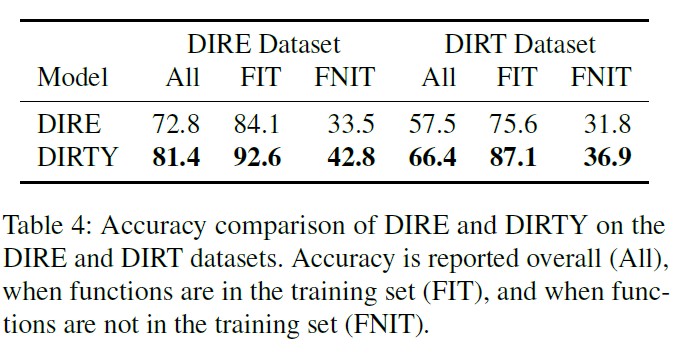 DIRE Dataset DIRT Dataset
Model All FIT FNIT All FIT FNIT
DIRE 72.8 84.1 33.5 57.5 75.6 31.8
DIRTY 81.4 92.6 42.8 66.4 87.1 36.9
Table 4: Accuracy comparison of DIRE and DIRTY on the
DIRE and DIRT datasets. Accuracy is reported overall (All),
when functions are in the training set (FIT), and when func-
tions are not in the training set (FNIT).